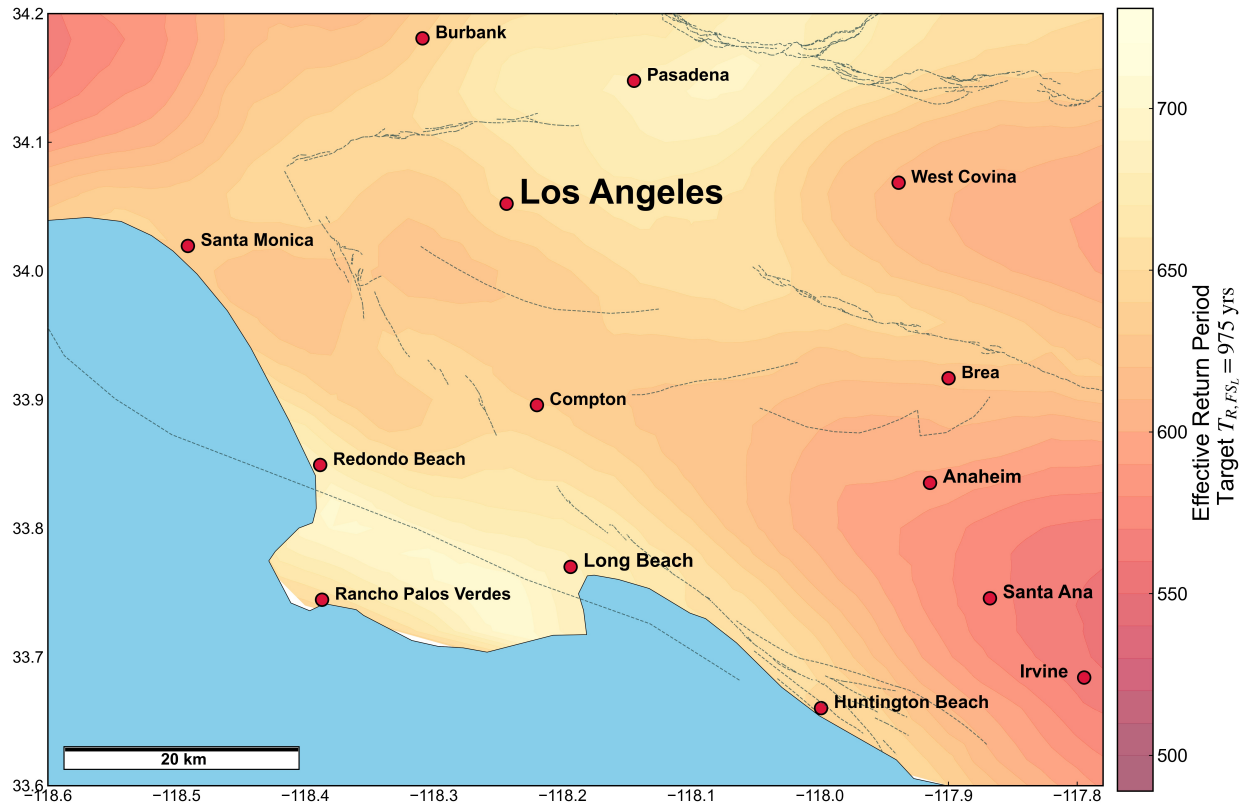 34.2
34.1
34.0
33.9
33.8
33.7
33.6
−118.6
−118.5
−118.4
−118.3
−118.2
−118.1
−118.0
−117.9
−117.8
Burbank
Pasadena
West Covina
Los Angeles
Santa Monica
Brea
Compton
Redondo Beach
Anaheim
Long Beach
Rancho Palos Verdes
Santa Ana
Irvine
Huntington Beach
20 km
700
650
600
550
500
Effective Return Period
Target T_{R,FS_L} = 975 yrs